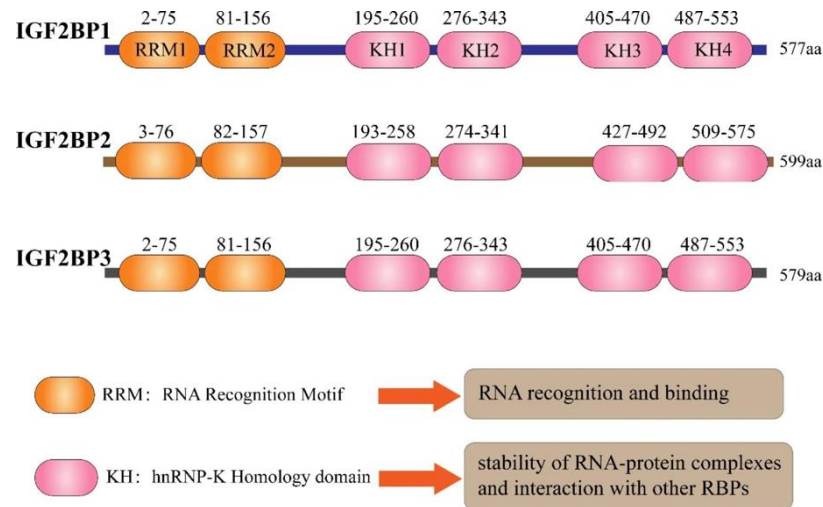 2-75 81-156 195-260 276-343 405-470 487-553
IGF2BP1
RRM1 RRM2 KH1 KH2 KH3 KH4 577aa
3-76 82-157 193-258 274-341 427-492 509-575
IGF2BP2
599aa
2-75 81-156 195-260 276-343 405-470 487-553
IGF2BP3
579aa
RRM: RNA Recognition Motif
RNA recognition and binding
KH: hnRNP-K Homology domain
stability of RNA-protein complexes
and interaction with other RBPs